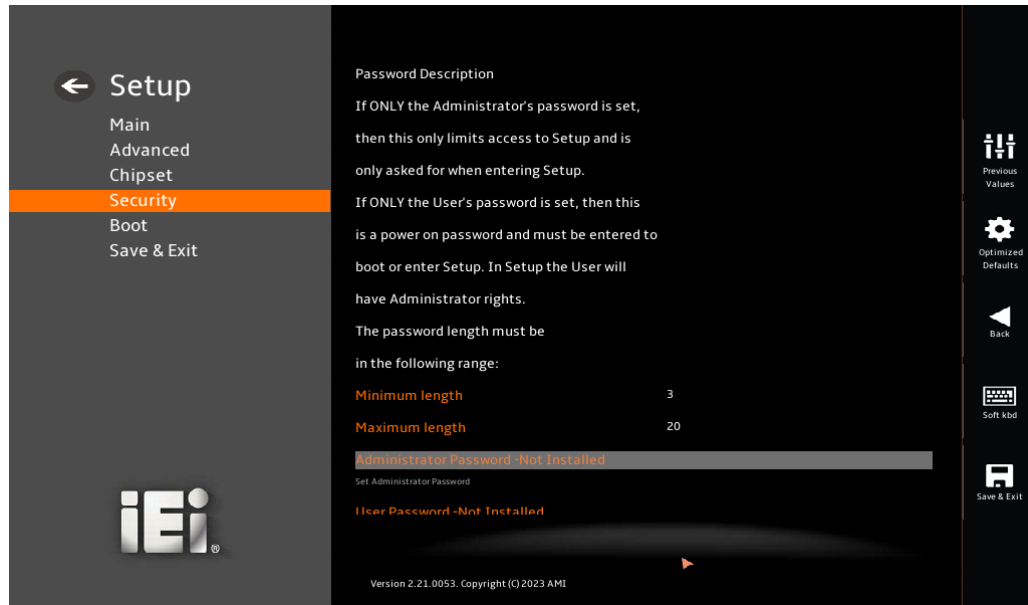 Setup
Main
Advanced
Chipset
Security
Boot
Save & Exit
iEi®
Password Description
If ONLY the Administrator's password is set,
then this only limits access to Setup and is
only asked for when entering Setup.
If ONLY the User's password is set, then this
is a power on password and must be entered to
boot or enter Setup. In Setup the User will
have Administrator rights.
The password length must be
in the following range:
Minimum length 3
Maximum length 20
Administrator Password -Not Installed
Set Administrator Password
User Password -Not Installed
Version 2.21.0053. Copyright (C) 2023 AMI
Previous
Values
Optimized
Defaults
Back
Soft kbd
Save & Exit